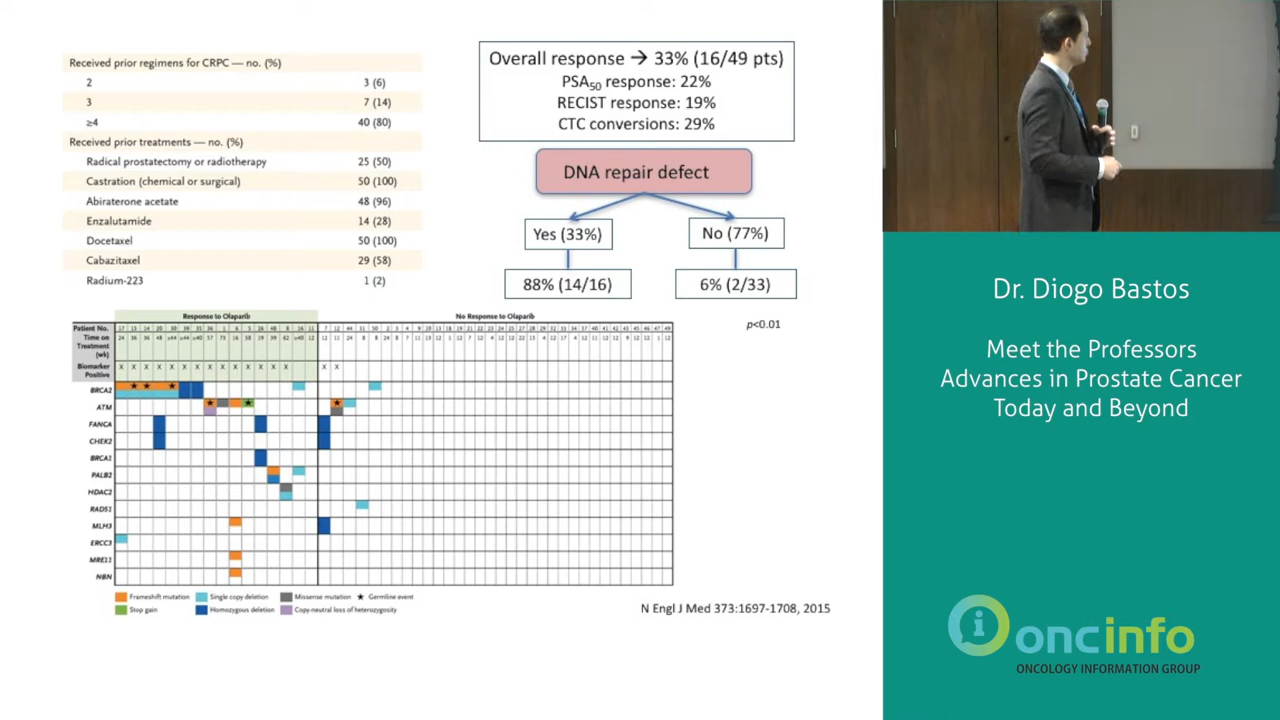 Received prior regimens for CRPC — no. (%)
2 3 (6)
3 7 (14)
≥4 40 (80)
Received prior treatments — no. (%)
Radical prostatectomy or radiotherapy 25 (50)
Castration (chemical or surgical) 50 (100)
Abiraterone acetate 48 (96)
Enzalutamide 14 (28)
Docetaxel 50 (100)
Cabazitaxel 29 (58)
Radium-223 1 (2)
Overall response → 33% (16/49 pts)
PSA50 response: 22%
RECIST response: 19%
CTC conversions: 29%
DNA repair defect
Yes (33%) No (77%)
88% (14/16) 6% (2/33)
p<0.01
Response to Olaparib No Response to Olaparib
Patient No.
Time on
Treatment
(wk)
Biomarker
Positive
X X X X X X X X X X X X X X X X
BRCA2
ATM
FANCA
CHEK2
BRCA1
PALB2
HDAC2
RAD51
MLH3
ERCC3
MRE11
NBN
Frameshift mutation Single copy deletion Missense mutation ★ Germline event
Stop gain Homozygous deletion Copy-neutral loss of heterozygosity
N Engl J Med 373:1697-1708, 2015
Dr. Diogo Bastos
Meet the Professors
Advances in Prostate Cancer
Today and Beyond
i oncinfo
ONCOLOGY INFORMATION GROUP